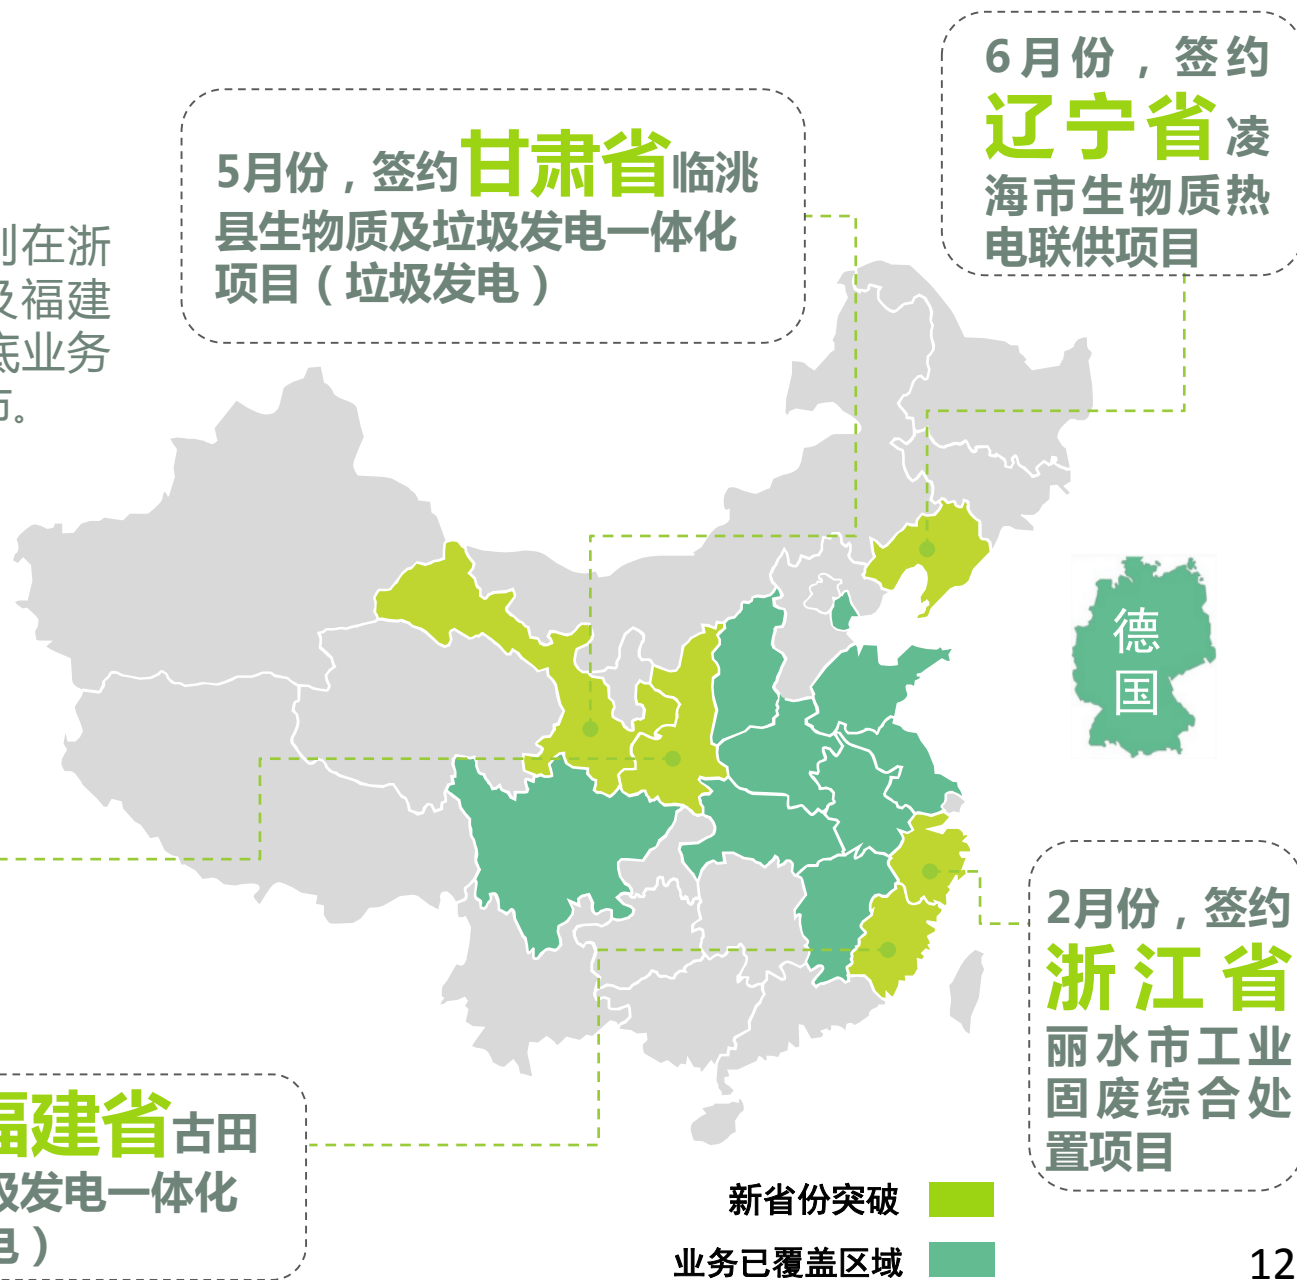 6月份，签约
辽宁省凌
海市生物质热
电联供项目
5月份，签约甘肃省临洮
县生物质及垃圾发电一体化
项目（垃圾发电）
在浙
福建
业务
。
德
国
2月份，签约
浙江省
丽水市工业
固废综合处
置项目
福建省古田
圾发电一体化
电）
新省份突破
业务已覆盖区域
12